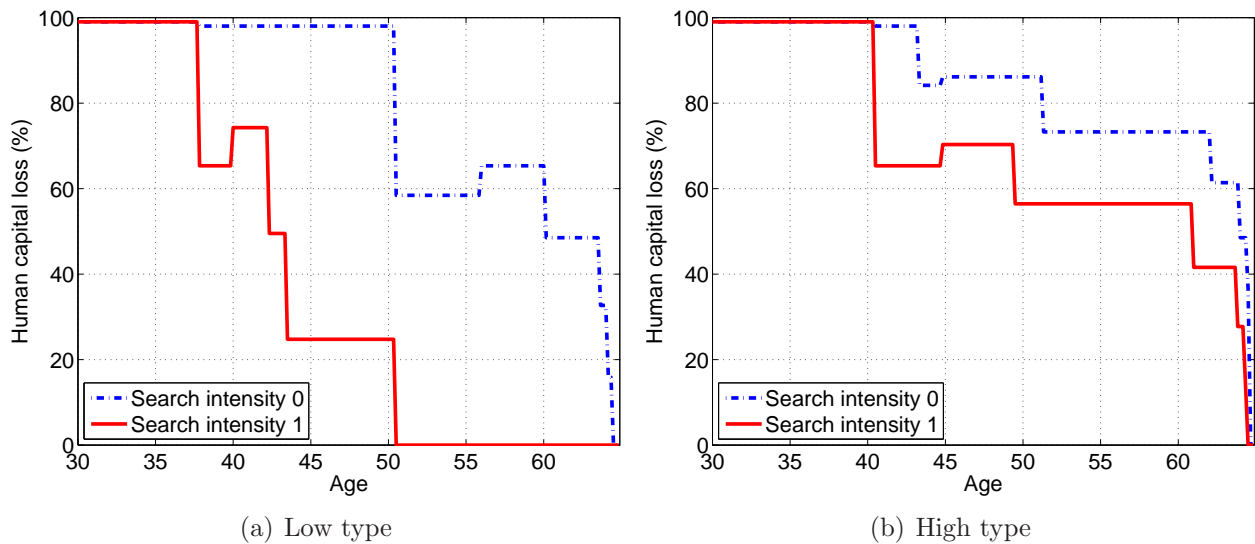 Human capital loss (%)
100
80
60
40
20
0
30 35 40 45 50 55 60
Age
Search intensity 0
Search intensity 1
(a) Low type
Human capital loss (%)
100
80
60
40
20
0
30 35 40 45 50 55 60
Age
Search intensity 0
Search intensity 1
(b) High type